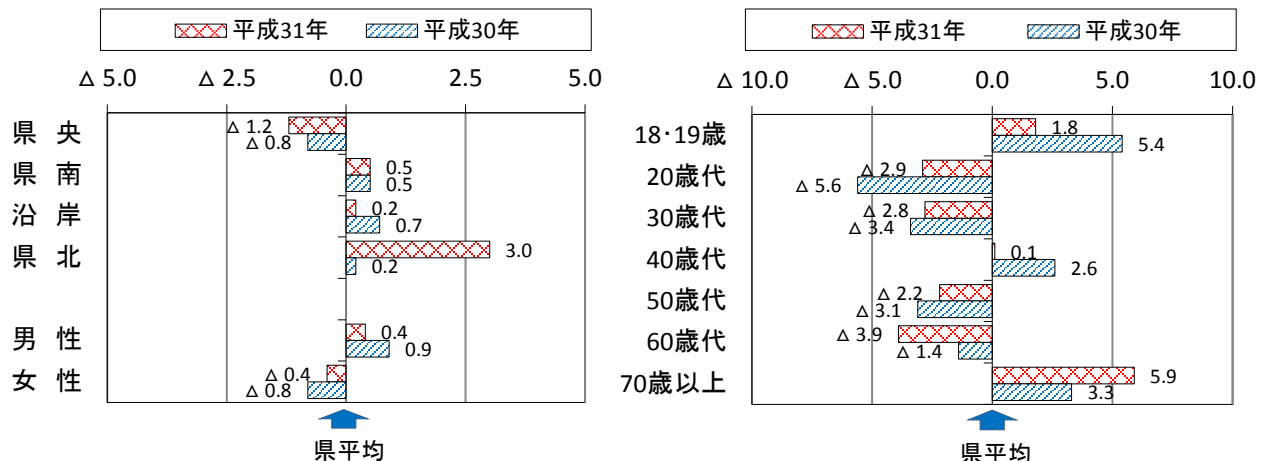 平成31年 平成30年
△ 5.0 △ 2.5 0.0 2.5 5.0
県 央 △ 1.2
△ 0.8
県 南 0.5
0.5
沿 岸 0.2
0.7
県 北 3.0
0.2
男 性 0.4
0.9
女 性 △ 0.4
△ 0.8
県平均
平成31年 平成30年
△ 10.0 △ 5.0 0.0 5.0 10.0
18・19歳 1.8
5.4
20歳代 △ 2.9
△ 5.6
30歳代 △ 2.8
△ 3.4
40歳代 0.1
2.6
50歳代 △ 2.2
△ 3.1
60歳代 △ 3.9
△ 1.4
70歳以上 5.9
3.3
県平均